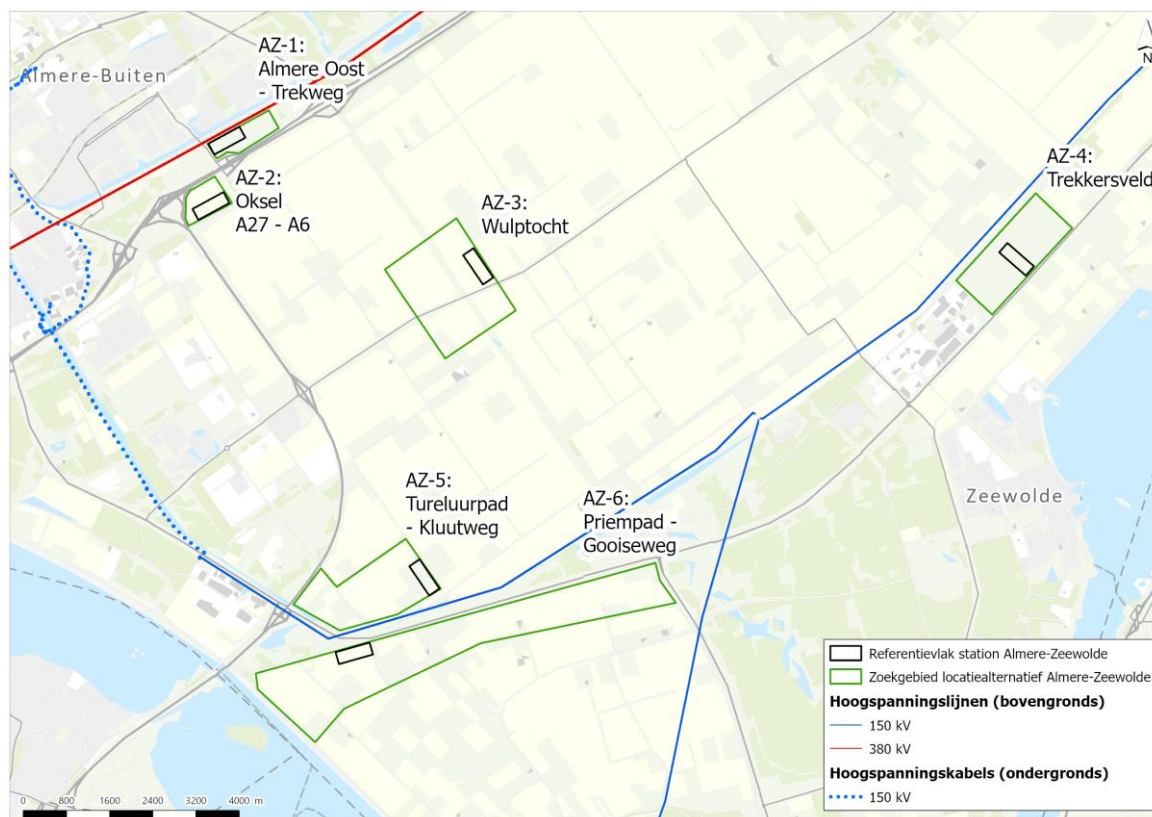 Almere-Buiten
AZ-1:
Almere Oost
- Trekweg
N
AZ-2:
Oksel
A27 - A6
AZ-3:
Wulptocht
AZ-4:
Trekkersveld
AZ-5:
Tureluurpad
- Kluutweg
AZ-6:
Priempad -
Gooiseweg
Zeewolde
Referentievlak station Almere-Zeewolde
Zoekgebied locatiealternatief Almere-Zeewolde
Hoogspanningslijnen (bovengronds)
150 kV
380 kV
Hoogspanningskabels (ondergronds)
150 kV
0 800 1600 2400 3200 4000 m